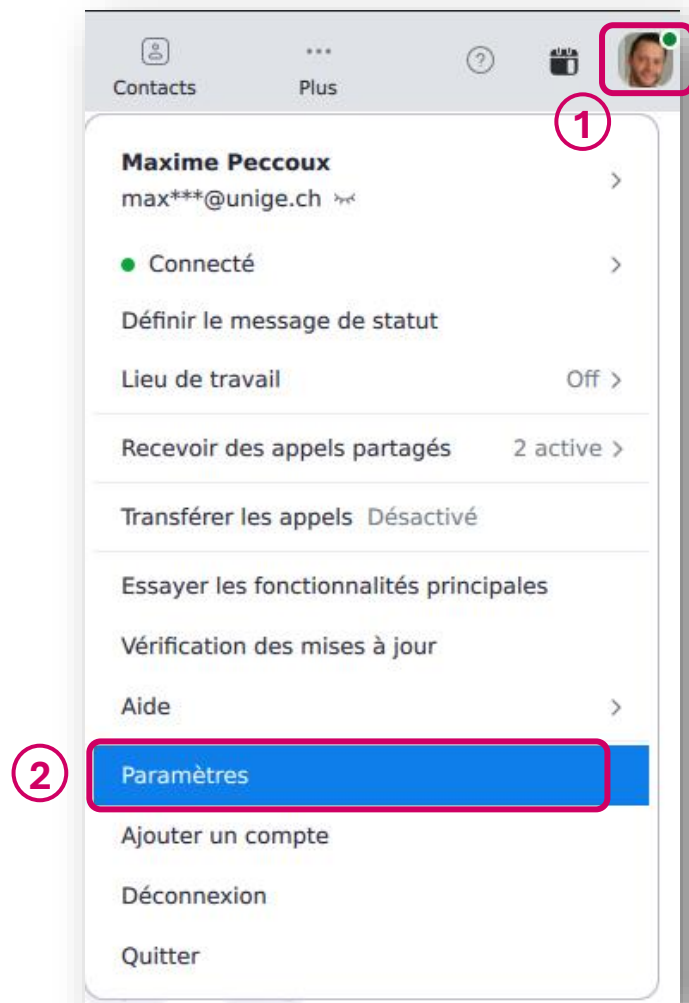 Contacts
Plus
1
Maxime Peccoux
max***@unige.ch
Connecté
Définir le message de statut
Lieu de travail Off
Recevoir des appels partagés 2 active
Transférer les appels Désactivé
Essayer les fonctionnalités principales
Vérification des mises à jour
Aide
2
Paramètres
Ajouter un compte
Déconnexion
Quitter